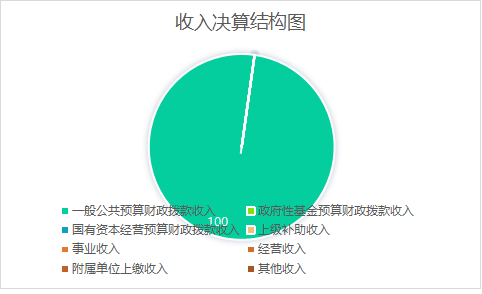 收入决算结构图
100
一般公共预算财政拨款收入 政府性基金预算财政拨款收入
国有资本经营预算财政拨款收入 上级补助收入
事业收入 经营收入
附属单位上缴收入 其他收入